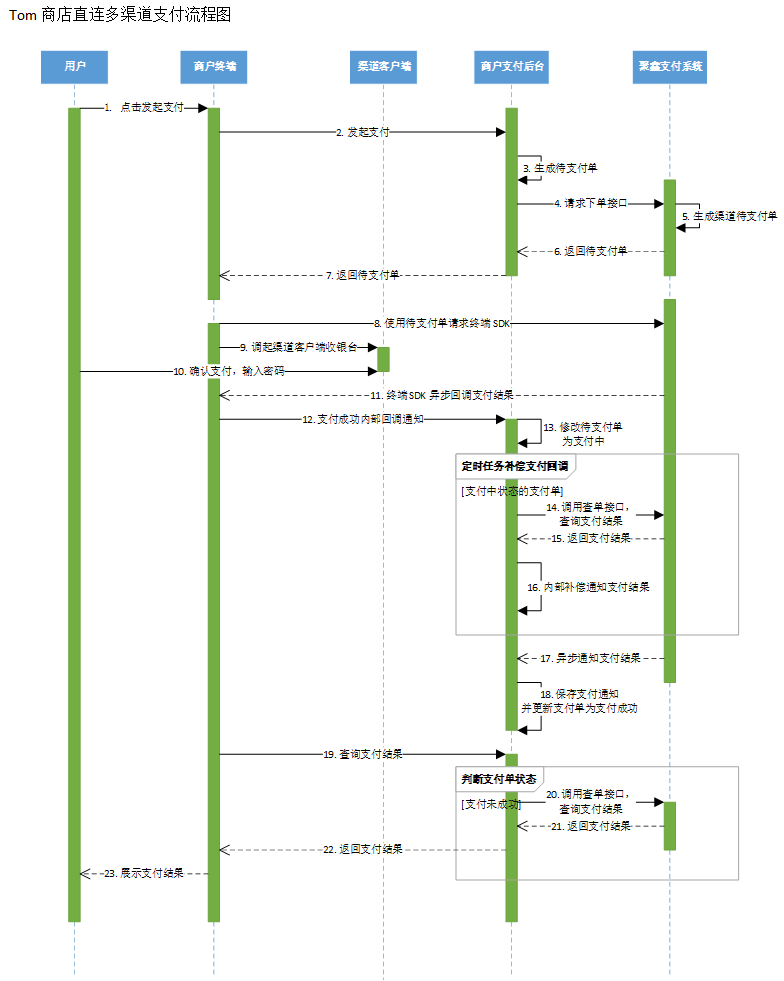 Tom 商店直连多渠道支付流程图
用户
商户终端
渠道客户端
商户支付后台
聚鑫支付系统
1. 点击发起支付
2. 发起支付
3. 生成待支付单
4. 请求下单接口
5. 生成渠道待支付单
6. 返回待支付单
7. 返回待支付单
8. 使用待支付单请求终端 SDK
9. 调起渠道客户端收银台
10. 确认支付，输入密码
11. 终端 SDK 异步回调支付结果
12. 支付成功内部回调通知
13. 修改待支付单
为支付中
定时任务补偿支付回调
[支付中状态的支付单]
14. 调用查单接口，
查询支付结果
15. 返回支付结果
16. 内部补偿通知支付结果
17. 异步通知支付结果
18. 保存支付通知
并更新支付单为支付成功
19. 查询支付结果
判断支付单状态
[支付未成功]
20. 调用查单接口，
查询支付结果
21. 返回支付结果
22. 返回支付结果
23. 展示支付结果